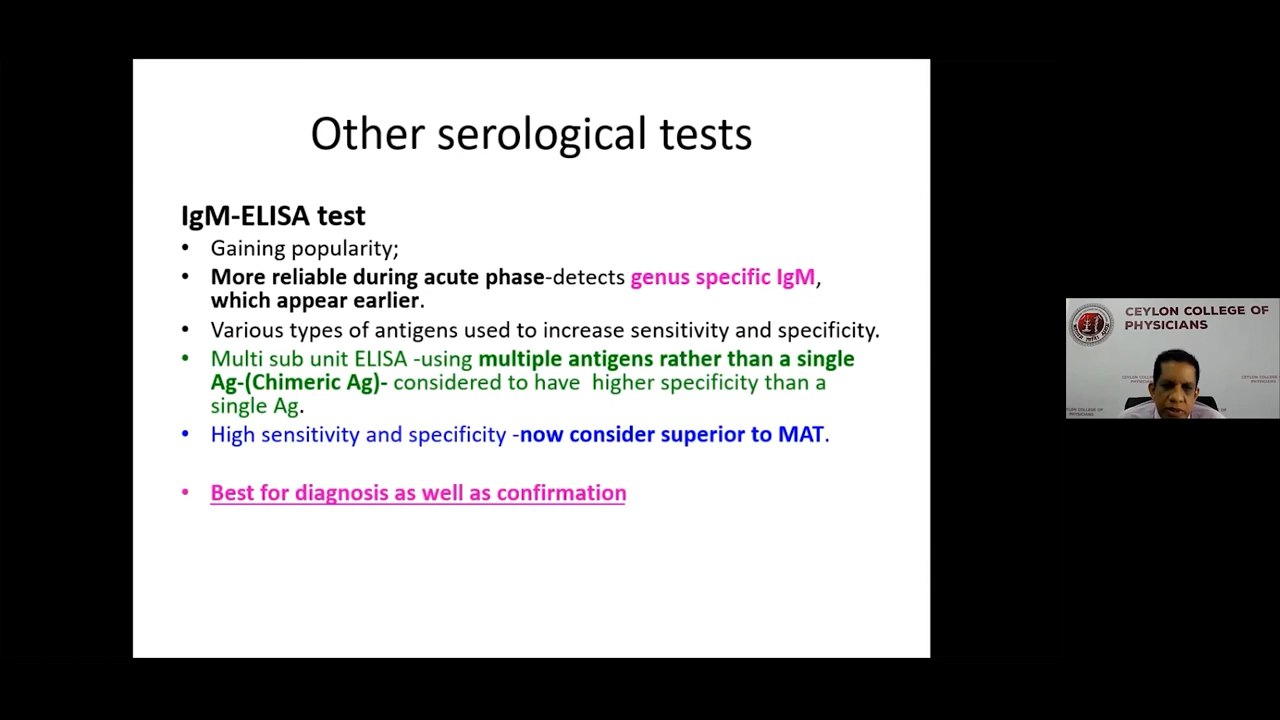 Other serological tests
IgM-ELISA test
• Gaining popularity;
• More reliable during acute phase-detects genus specific IgM,
which appear earlier.
• Various types of antigens used to increase sensitivity and specificity.
• Multi sub unit ELISA -using multiple antigens rather than a single
Ag-(Chimeric Ag)- considered to have higher specificity than a
single Ag.
• High sensitivity and specificity -now consider superior to MAT.
• Best for diagnosis as well as confirmation
CEYLON COLLEGE OF
PHYSICIANS